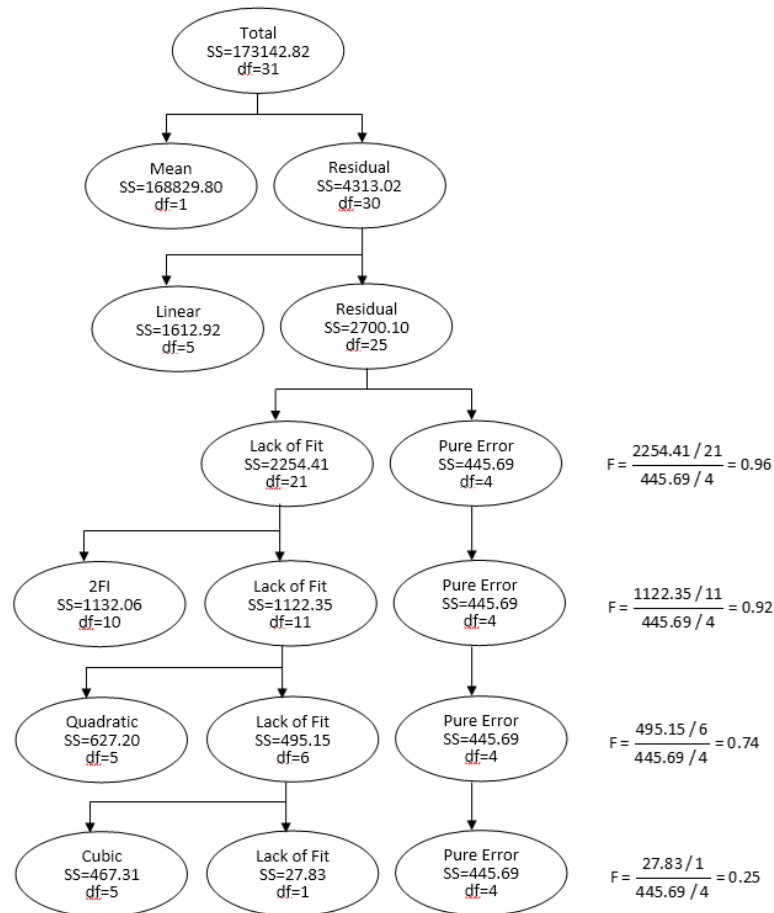 Total
SS=173142.82
df=31
Mean
SS=168829.80
df=1
Residual
SS=4313.02
df=30
Linear
SS=1612.92
df=5
Residual
SS=2700.10
df=25
Lack of Fit
SS=2254.41
df=21
Pure Error
SS=445.69
df=4
F = 2254.41 / 21
445.69 / 4
= 0.96
2FI
SS=1132.06
df=10
Lack of Fit
SS=1122.35
df=11
Pure Error
SS=445.69
df=4
F = 1122.35 / 11
445.69 / 4
= 0.92
Quadratic
SS=627.20
df=5
Lack of Fit
SS=495.15
df=6
Pure Error
SS=445.69
df=4
F = 495.15 / 6
445.69 / 4
= 0.74
Cubic
SS=467.31
df=5
Lack of Fit
SS=27.83
df=1
Pure Error
SS=445.69
df=4
F = 27.83 / 1
445.69 / 4
= 0.25